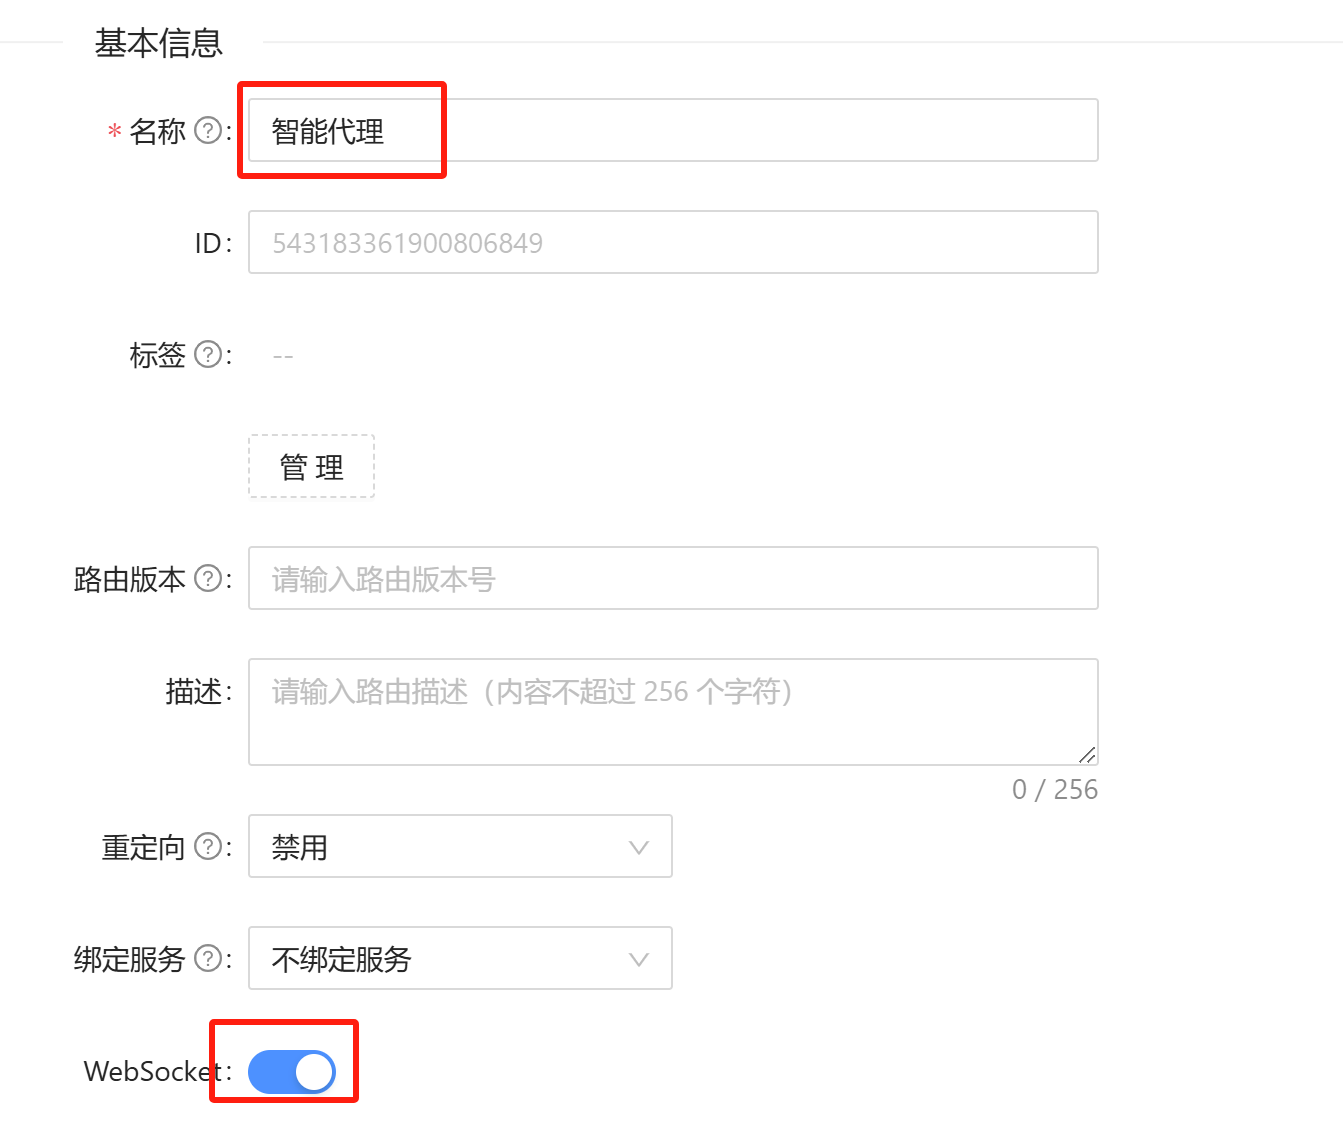 基本信息
* 名称 ? : 智能代理
ID : 543183361900806849
标签 ? : --
管 理
路由版本 ? : 请输入路由版本号
描述 : 请输入路由描述（内容不超过 256 个字符）
0 / 256
重定向 ? : 禁用
绑定服务 ? : 不绑定服务
WebSocket :